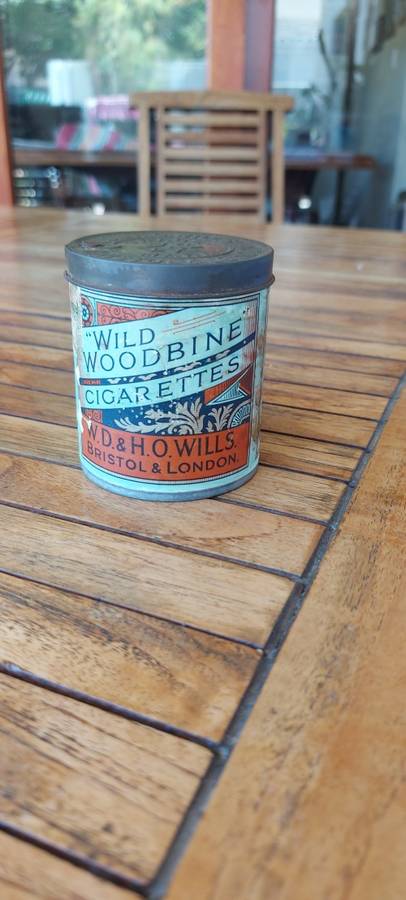 "WILD
WOODBINE"
CIGARETTES
W.D. & H.O. WILLS.
BRISTOL & LONDON.